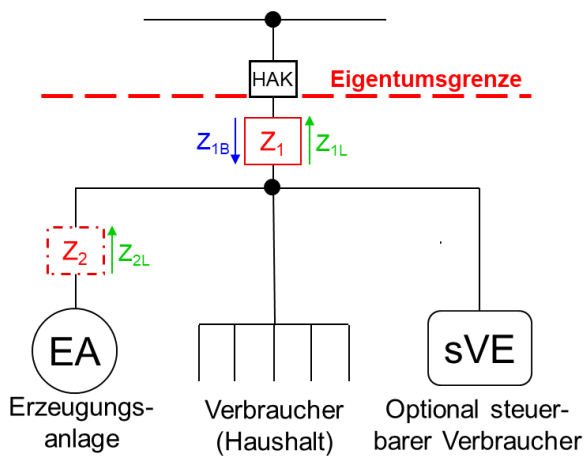 HAK
Eigentumsgrenze
Z1B
Z1
Z1L
Z2
Z2L
EA
sVE
Erzeugungs-
anlage
Verbraucher
(Haushalt)
Optional steuer-
barer Verbraucher